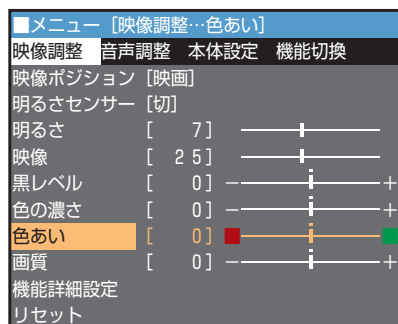 ■メニュー [映像調整…色あい]
映像調整 音声調整 本体設定 機能切換
映像ポジション [映画]
明るさセンサー [切]
明るさ [ 7]
映像 [ 25]
黒レベル [ 0] － ＋
色の濃さ [ 0] － ＋
色あい [ 0]
画質 [ 0] － ＋
機能詳細設定
リセット